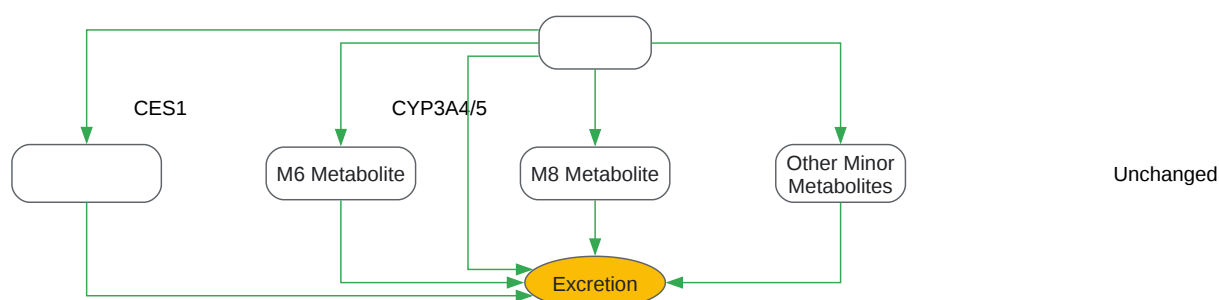 CES1
CYP3A4/5
M6 Metabolite
M8 Metabolite
Other Minor
Metabolites
Unchanged
Excretion